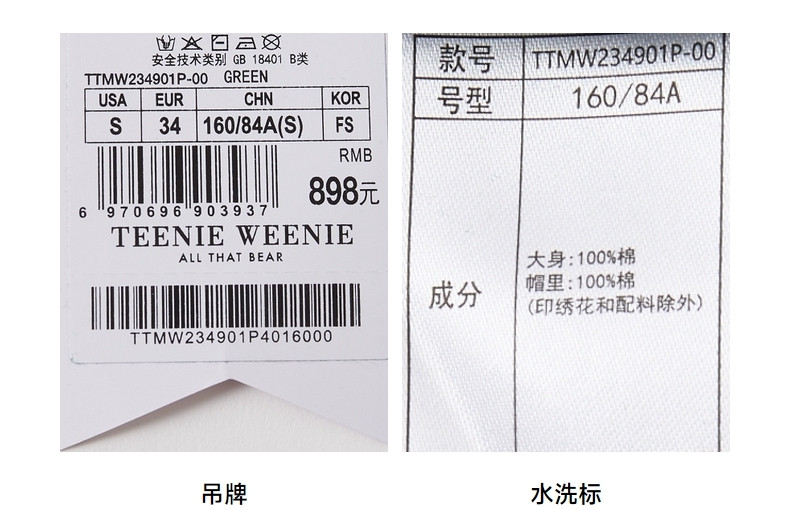 安全技术类别 GB 18401 B类
TTMW234901P-00 GREEN
USA EUR CHN KOR
S 34 160/84A(S) FS
RMB
898元
6 970696 903937
TEENIE WEENIE
ALL THAT BEAR
TTMW234901P4016000
吊牌
款号 TTMW234901P-00
号型 160/84A
成分
大身:100%棉
帽里:100%棉
(印绣花和配料除外)
水洗标